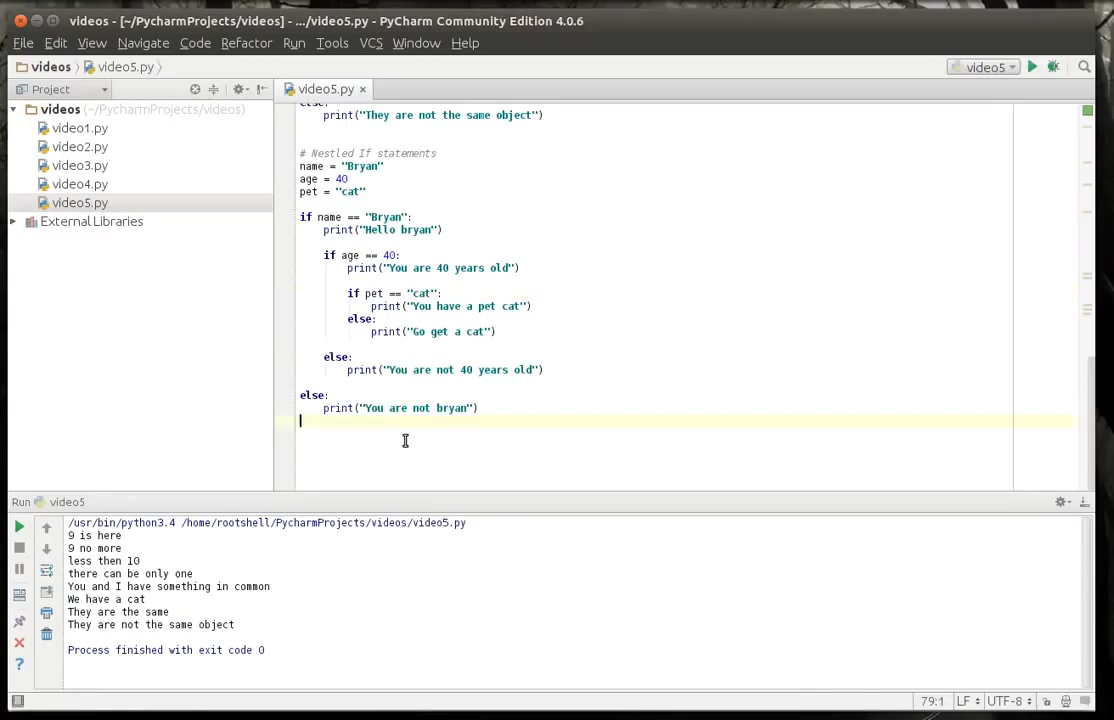 videos - [~/PycharmProjects/videos] - .../video5.py - PyCharm Community Edition 4.0.6
File Edit View Navigate Code Refactor Run Tools VCS Window Help
videos video5.py video5
Project video5.py ×
videos (~/PycharmProjects/videos)
video1.py
video2.py
video3.py
video4.py
video5.py
External Libraries
else:
print("They are not the same object")
# Nestled If statements
name = "Bryan"
age = 40
pet = "cat"
if name == "Bryan":
print("Hello bryan")
if age == 40:
print("You are 40 years old")
if pet == "cat":
print("You have a pet cat")
else:
print("Go get a cat")
else:
print("You are not 40 years old")
else:
print("You are not bryan")
Run video5
/usr/bin/python3.4 /home/rootshell/PycharmProjects/videos/video5.py
9 is here
9 no more
less then 10
there can be only one
You and I have something in common
We have a cat
They are the same
They are not the same object
Process finished with exit code 0
79:1 LF UTF-8